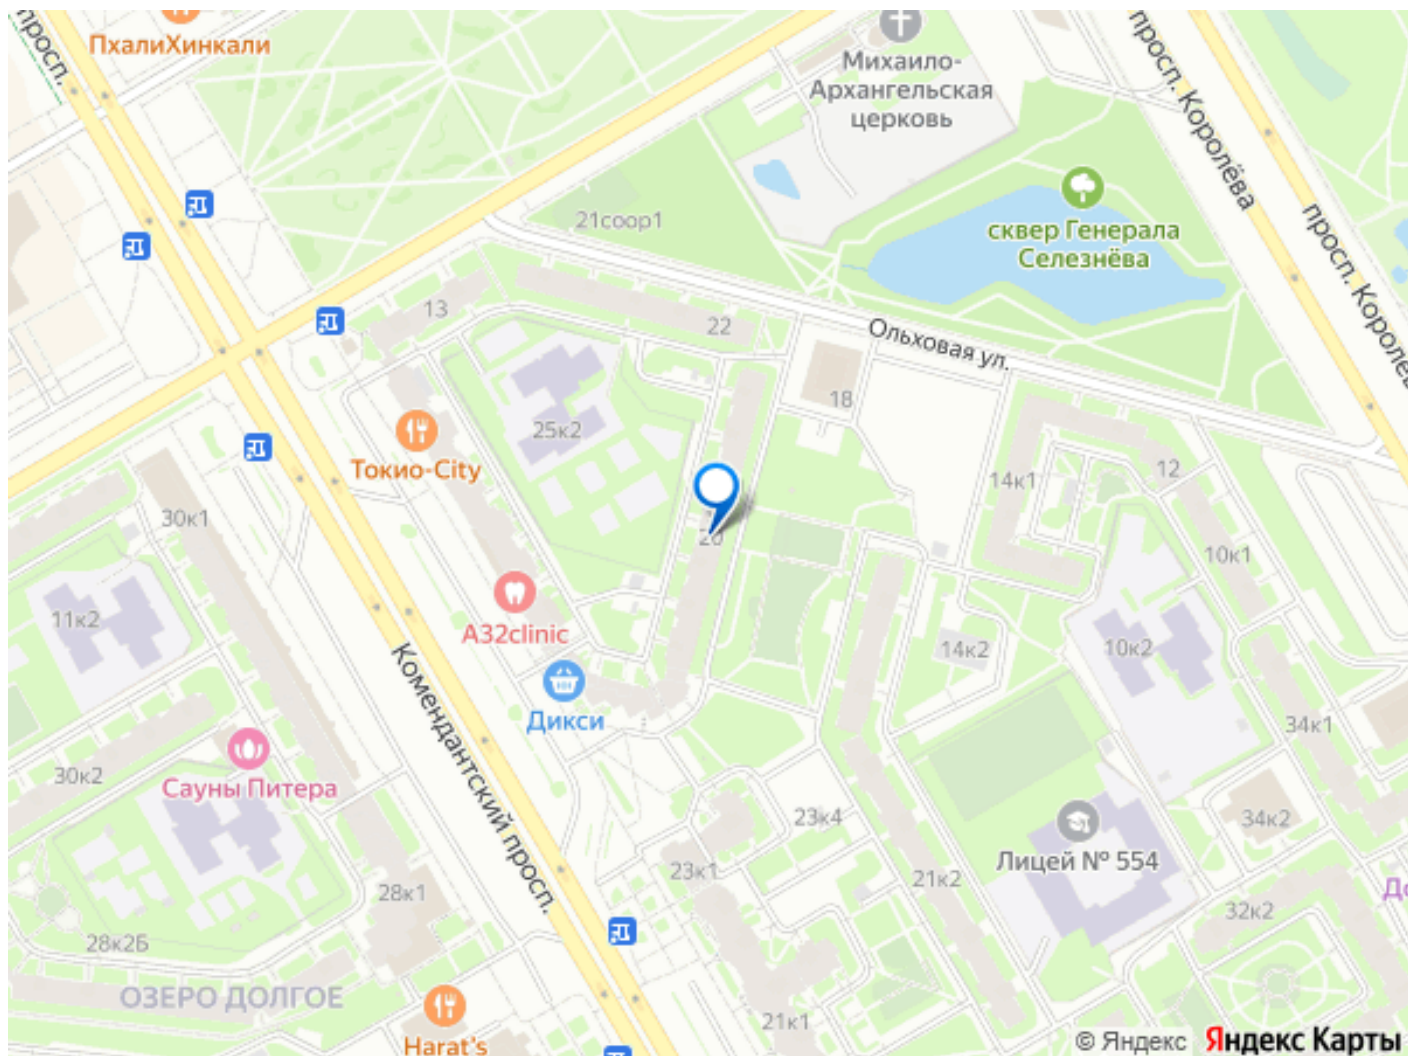 просп.
ПхалиХинкали
Михаило-
Архангельская
церковь
просп. Королёва
просп. Королёва
21соор1
сквер Генерала
Селезнёва
13
22
Ольховая ул.
18
25к2
Токио-City
14к1
12
30к1
20
10к1
11к2
A32clinic
14к2
10к2
Дикси
Комендантский просп.
34к1
30к2
Сауны Питера
23к4
34к2
Лицей № 554
23к1
21к2
28к1
32к2
28к2Б
ОЗЕРО ДОЛГОЕ
21к1
Harat's
© Яндекс Яндекс Карты